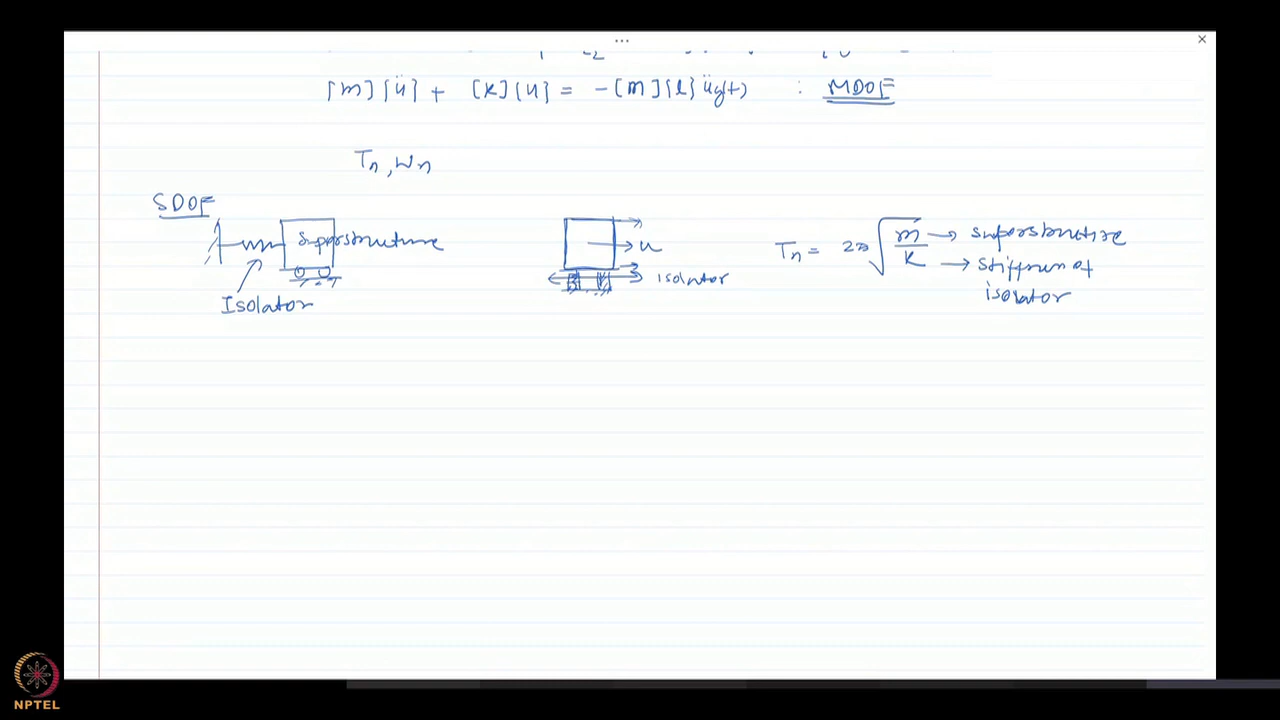 [m]{ü} + [k]{u} = -[m]{l} üg(t) : MDOF
Tn, ωn
SDOF
Superstructure
Isolator
u
isolator
Tn = 2π √m/k → superstructure
→ stiffness of
isolator
NPTEL